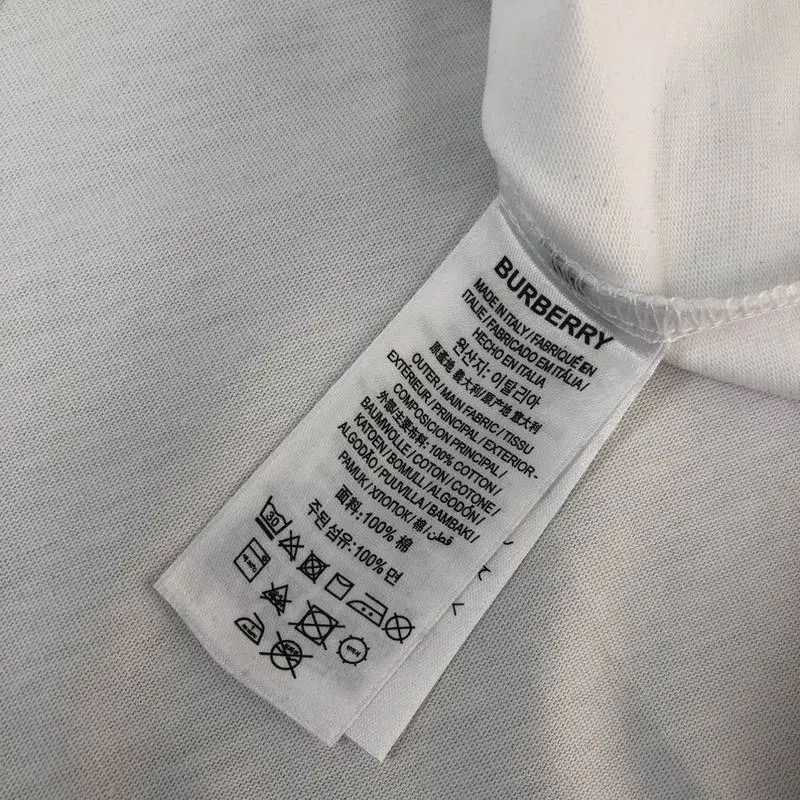 BURBERRY
MADE IN ITALY / FABRIQUÉ EN
ITALIE / FABRICADO EM ITÁLIA /
HECHO EN ITALIA
원산지: 이탈리아
原產地 意大利/原产地 意大利
OUTER / MAIN FABRIC / TISSU
EXTÉRIEUR / PRINCIPAL / EXTERIOR-
COMPOSICION PRINCIPAL /
外部/主要布料: 100% COTTON /
BAUMWOLLE / COTON / COTONE /
KATOEN / BOMULL / ALGODÓN /
ALGODÃO / PUUVILLA / BAMBAKI /
PAMUK / ХЛОПОК / 棉 / قطن
面料:100% 棉
주된 섬유:100% 면
30